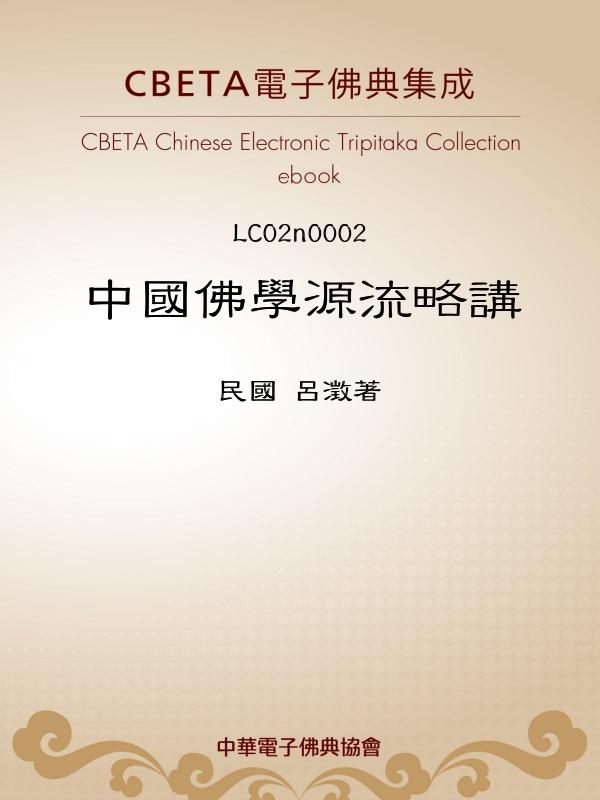 CBETA電子佛典集成
CBETA Chinese Electronic Tripitaka Collection
ebook
LC02n0002
中國佛學源流略講
民國 呂澂著
中華電子佛典協會